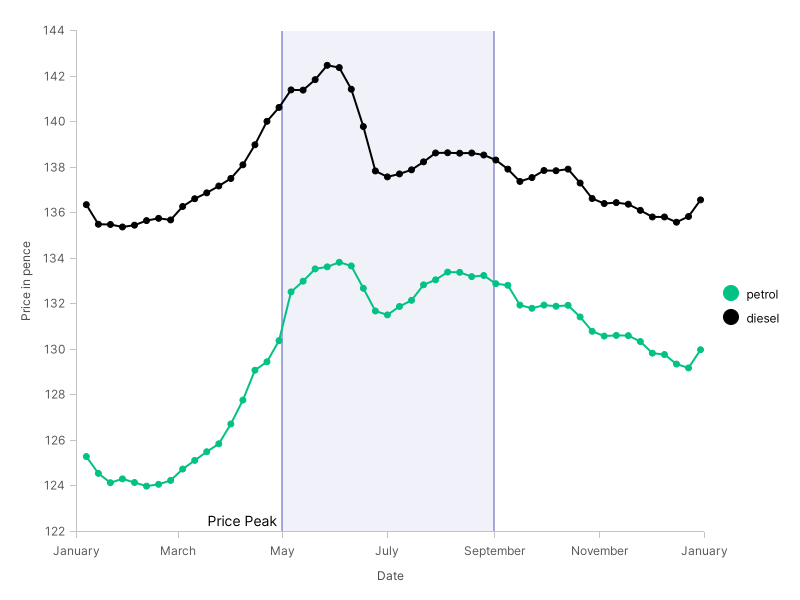 144
142
140
138
136
134
132
130
128
126
124
122
Price in pence
Price Peak
January March May July September November January
Date
petrol
diesel